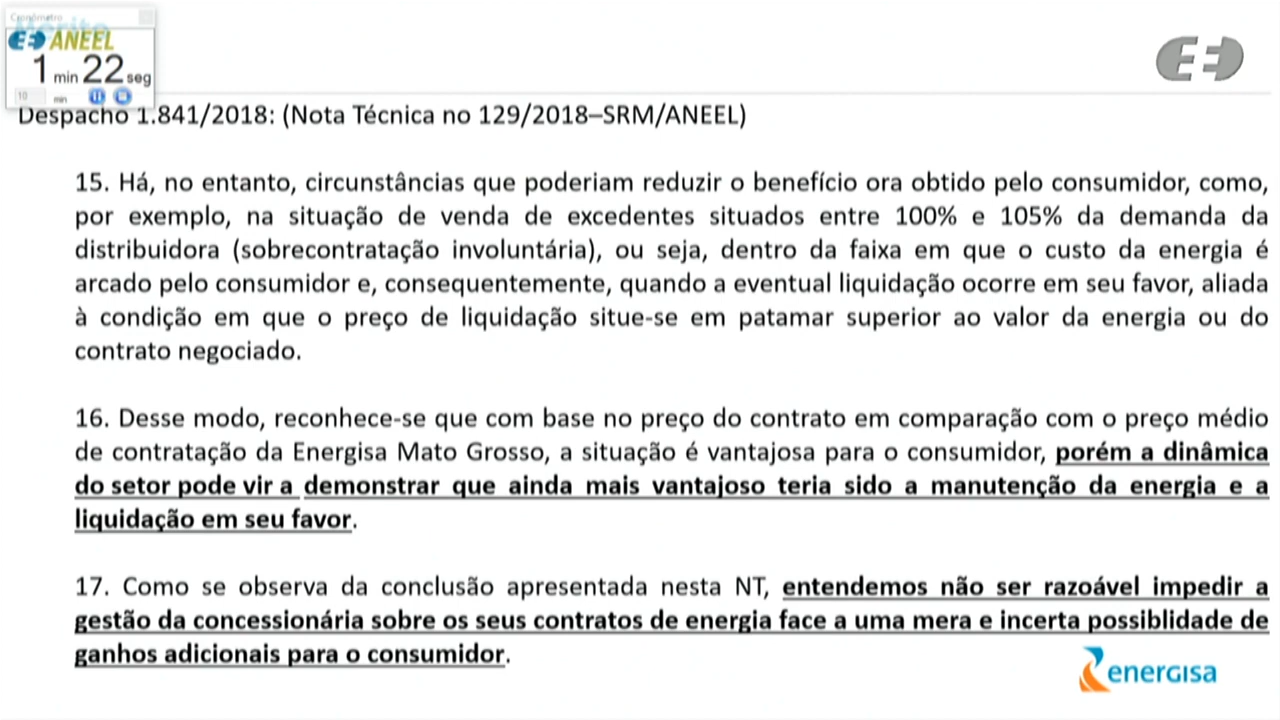 Cronômetro
Mérito
ANEEL
1 min 22 seg
10 min
Despacho 1.841/2018: (Nota Técnica no 129/2018–SRM/ANEEL)
15. Há, no entanto, circunstâncias que poderiam reduzir o benefício ora obtido pelo consumidor, como,
por exemplo, na situação de venda de excedentes situados entre 100% e 105% da demanda da
distribuidora (sobrecontratação involuntária), ou seja, dentro da faixa em que o custo da energia é
arcado pelo consumidor e, consequentemente, quando a eventual liquidação ocorre em seu favor, aliada
à condição em que o preço de liquidação situe-se em patamar superior ao valor da energia ou do
contrato negociado.
16. Desse modo, reconhece-se que com base no preço do contrato em comparação com o preço médio
de contratação da Energisa Mato Grosso, a situação é vantajosa para o consumidor, porém a dinâmica
do setor pode vir a demonstrar que ainda mais vantajoso teria sido a manutenção da energia e a
liquidação em seu favor.
17. Como se observa da conclusão apresentada nesta NT, entendemos não ser razoável impedir a
gestão da concessionária sobre os seus contratos de energia face a uma mera e incerta possiblidade de
ganhos adicionais para o consumidor.
energisa